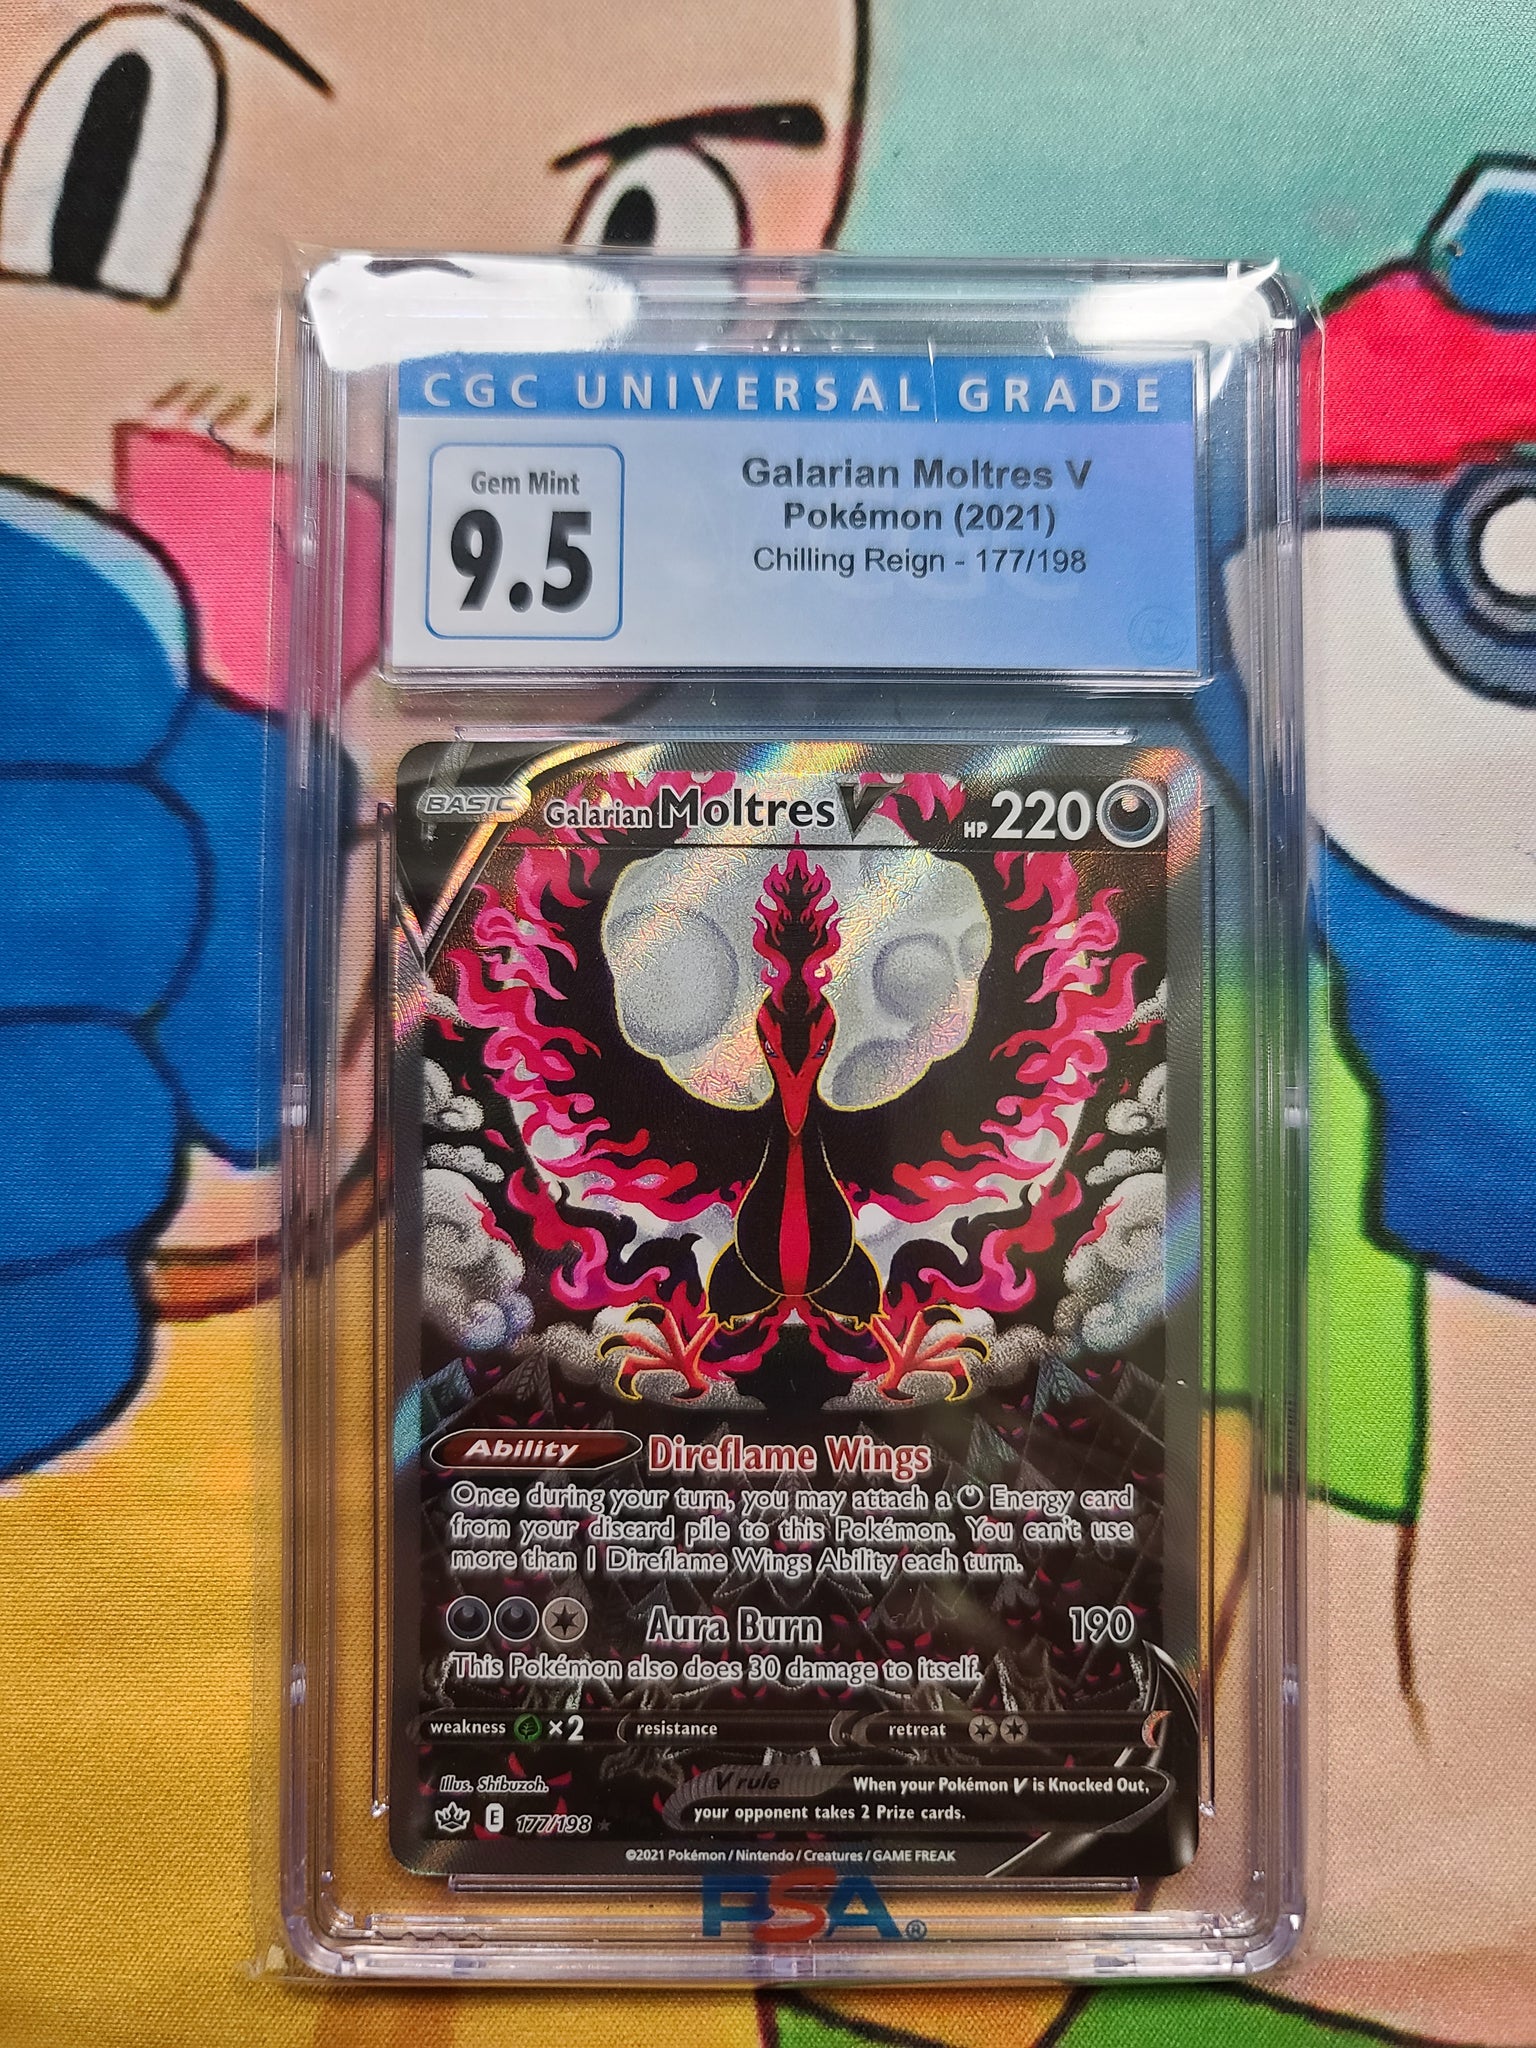 CGC UNIVERSAL GRADE
Gem Mint
9.5
Galarian Moltres V
Pokémon (2021)
Chilling Reign - 177/198
BASIC Galarian Moltres V HP 220
Ability Direflame Wings
Once during your turn, you may attach a Energy card
from your discard pile to this Pokémon. You can't use
more than 1 Direflame Wings Ability each turn.
Aura Burn 190
This Pokémon also does 30 damage to itself.
weakness ×2 resistance retreat
Illus. Shibuzoh.
V rule When your Pokémon V is Knocked Out,
your opponent takes 2 Prize cards.
E 177/198
©2021 Pokémon / Nintendo / Creatures / GAME FREAK
PSA®